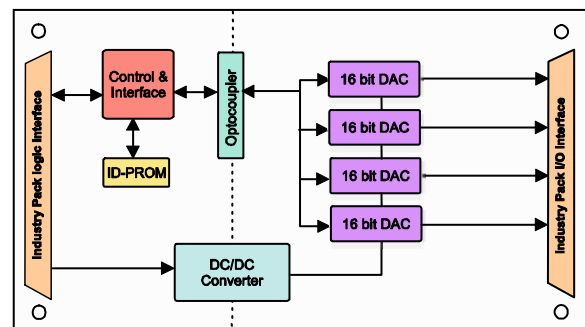 Industry Pack logic Interface
Control &
Interface
ID-PROM
Optocoupler
DC/DC
Converter
16 bit DAC
16 bit DAC
16 bit DAC
16 bit DAC
Industry Pack I/O Interface